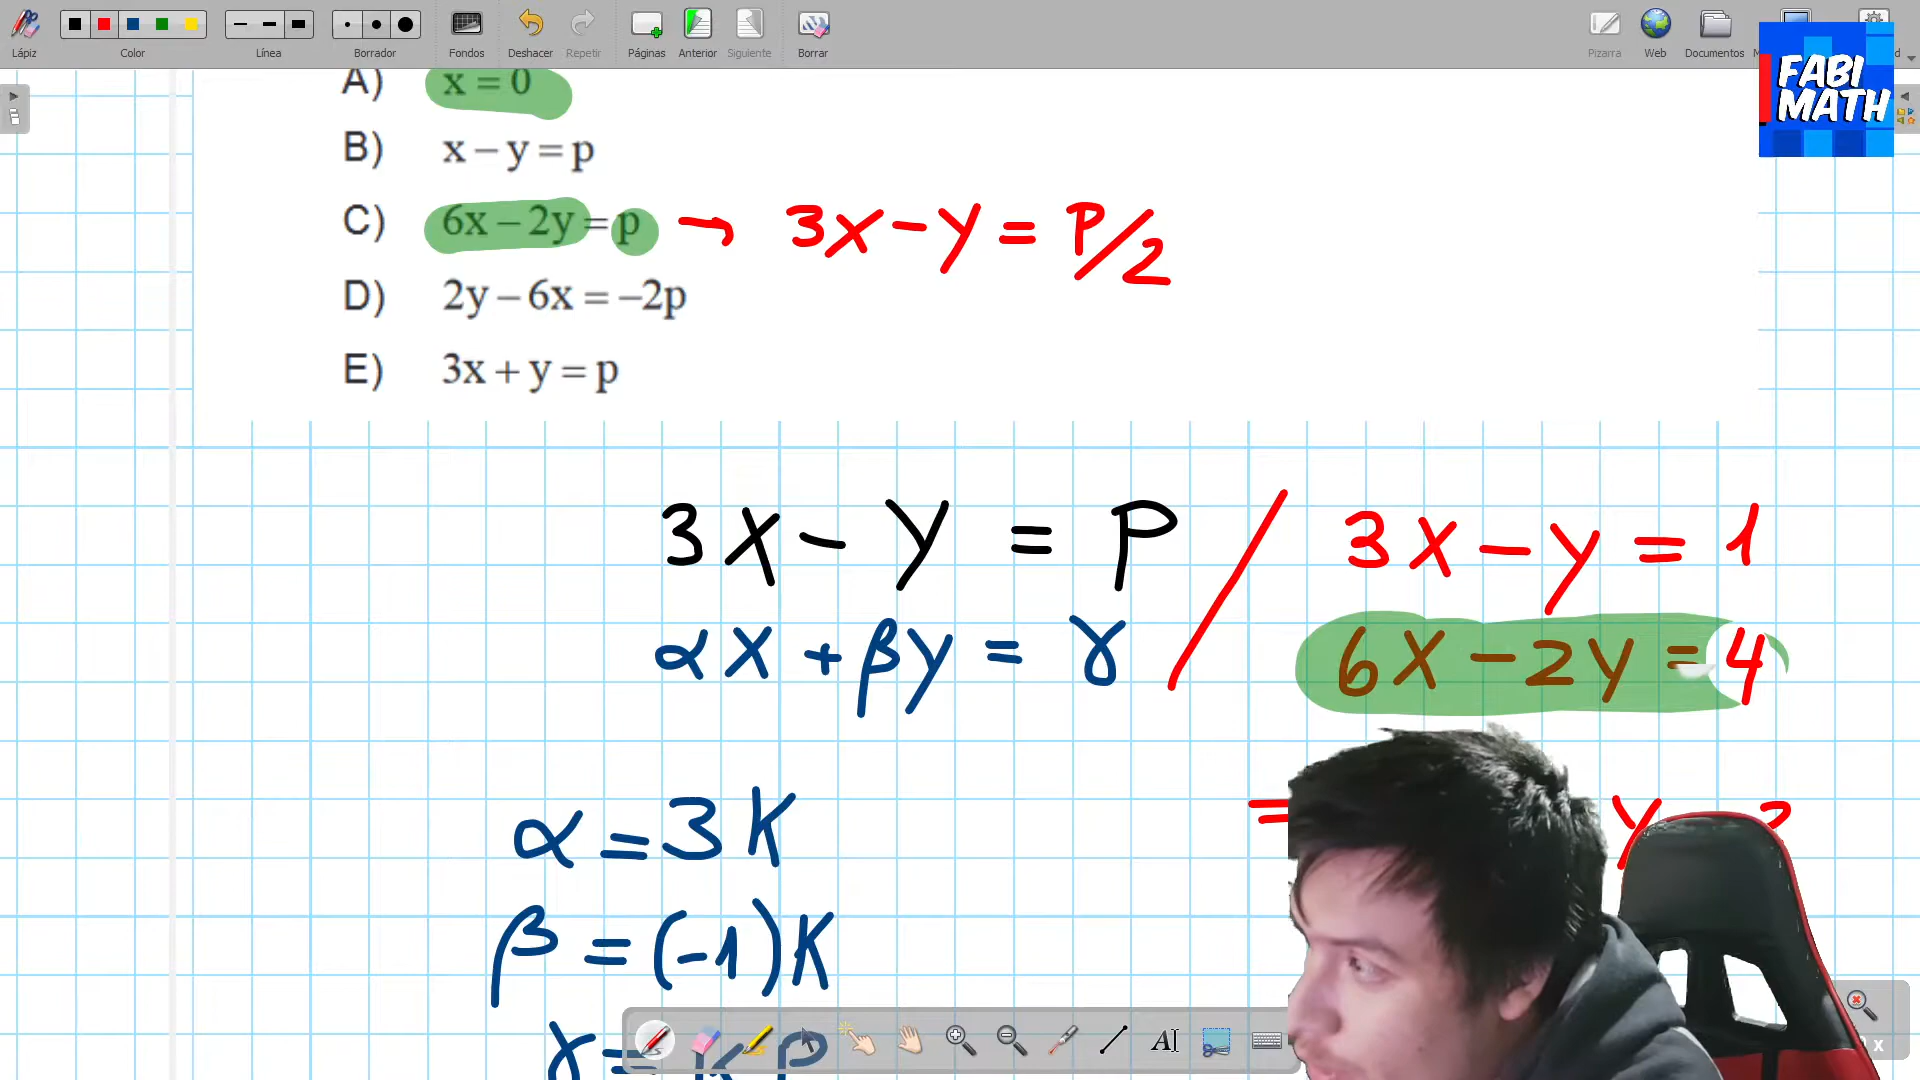 Lápiz Color Línea Borrador Fondos Deshacer Repetir Páginas Anterior Siguiente Borrar Pizarra Web Documentos
FABI
MATH
A) x = 0
B) x – y = p
C) 6x – 2y = p → 3X – Y = P/2
D) 2y – 6x = –2p
E) 3x + y = p
3X – Y = P / 3X – y = 1
αX + βy = γ 6X – 2Y = 4
α = 3K
β = (-1)K
γ = K P